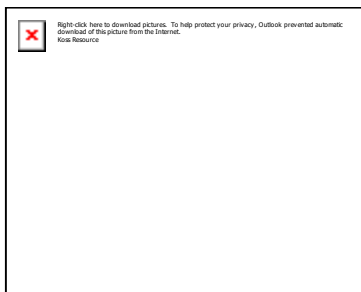 Right-click here to download pictures. To help protect your privacy, Outlook prevented automatic
download of this picture from the Internet.
Koss Resource